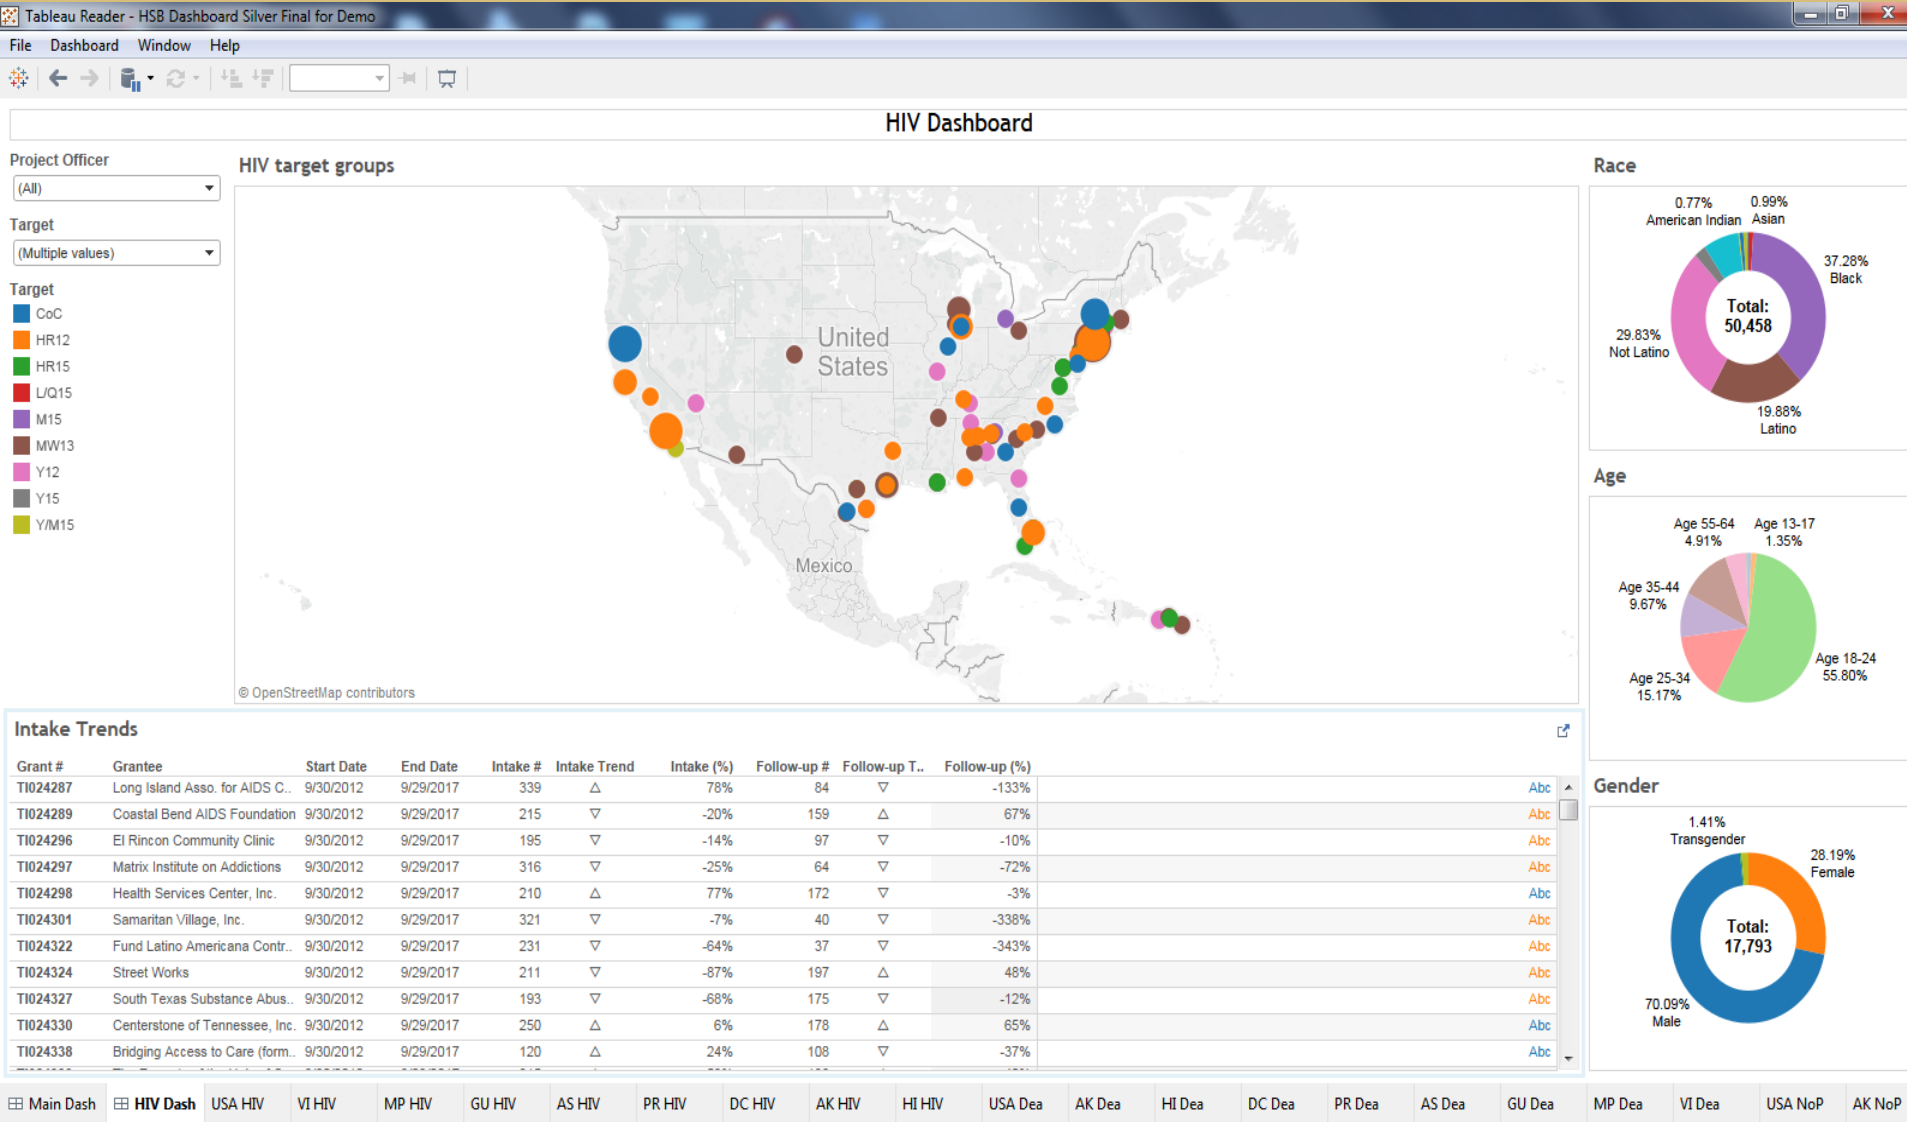 Tableau Reader - HSB Dashboard Silver Final for Demo
File Dashboard Window Help
HIV Dashboard
Project Officer
(All)
Target
(Multiple values)
Target
CoC
HR12
HR15
L/Q15
M15
MW13
Y12
Y15
Y/M15
HIV target groups
United
States
Mexico
© OpenStreetMap contributors
Race
0.77%
American Indian
0.99%
Asian
37.28%
Black
Total:
50,458
29.83%
Not Latino
19.88%
Latino
Age
Age 55-64
4.91%
Age 13-17
1.35%
Age 35-44
9.67%
Age 18-24
55.80%
Age 25-34
15.17%
Gender
1.41%
Transgender
28.19%
Female
Total:
17,793
70.09%
Male
Intake Trends
Grant # Grantee Start Date End Date Intake # Intake Trend Intake (%) Follow-up # Follow-up T.. Follow-up (%)
TI024287 Long Island Asso. for AIDS C.. 9/30/2012 9/29/2017 339 △ 78% 84 ▽ -133% Abc
TI024289 Coastal Bend AIDS Foundation 9/30/2012 9/29/2017 215 ▽ -20% 159 △ 67% Abc
TI024296 El Rincon Community Clinic 9/30/2012 9/29/2017 195 ▽ -14% 97 ▽ -10% Abc
TI024297 Matrix Institute on Addictions 9/30/2012 9/29/2017 316 ▽ -25% 64 ▽ -72% Abc
TI024298 Health Services Center, Inc. 9/30/2012 9/29/2017 210 △ 77% 172 ▽ -3% Abc
TI024301 Samaritan Village, Inc. 9/30/2012 9/29/2017 321 ▽ -7% 40 ▽ -338% Abc
TI024322 Fund Latino Americana Contr.. 9/30/2012 9/29/2017 231 ▽ -64% 37 ▽ -343% Abc
TI024324 Street Works 9/30/2012 9/29/2017 211 ▽ -87% 197 △ 48% Abc
TI024327 South Texas Substance Abus.. 9/30/2012 9/29/2017 193 ▽ -68% 175 ▽ -12% Abc
TI024330 Centerstone of Tennessee, Inc. 9/30/2012 9/29/2017 250 △ 6% 178 △ 65% Abc
TI024338 Bridging Access to Care (form.. 9/30/2012 9/29/2017 120 △ 24% 108 ▽ -37% Abc
Main Dash HIV Dash USA HIV VI HIV MP HIV GU HIV AS HIV PR HIV DC HIV AK HIV HI HIV USA Dea AK Dea HI Dea DC Dea PR Dea AS Dea GU Dea MP Dea VI Dea USA NoP AK NoP